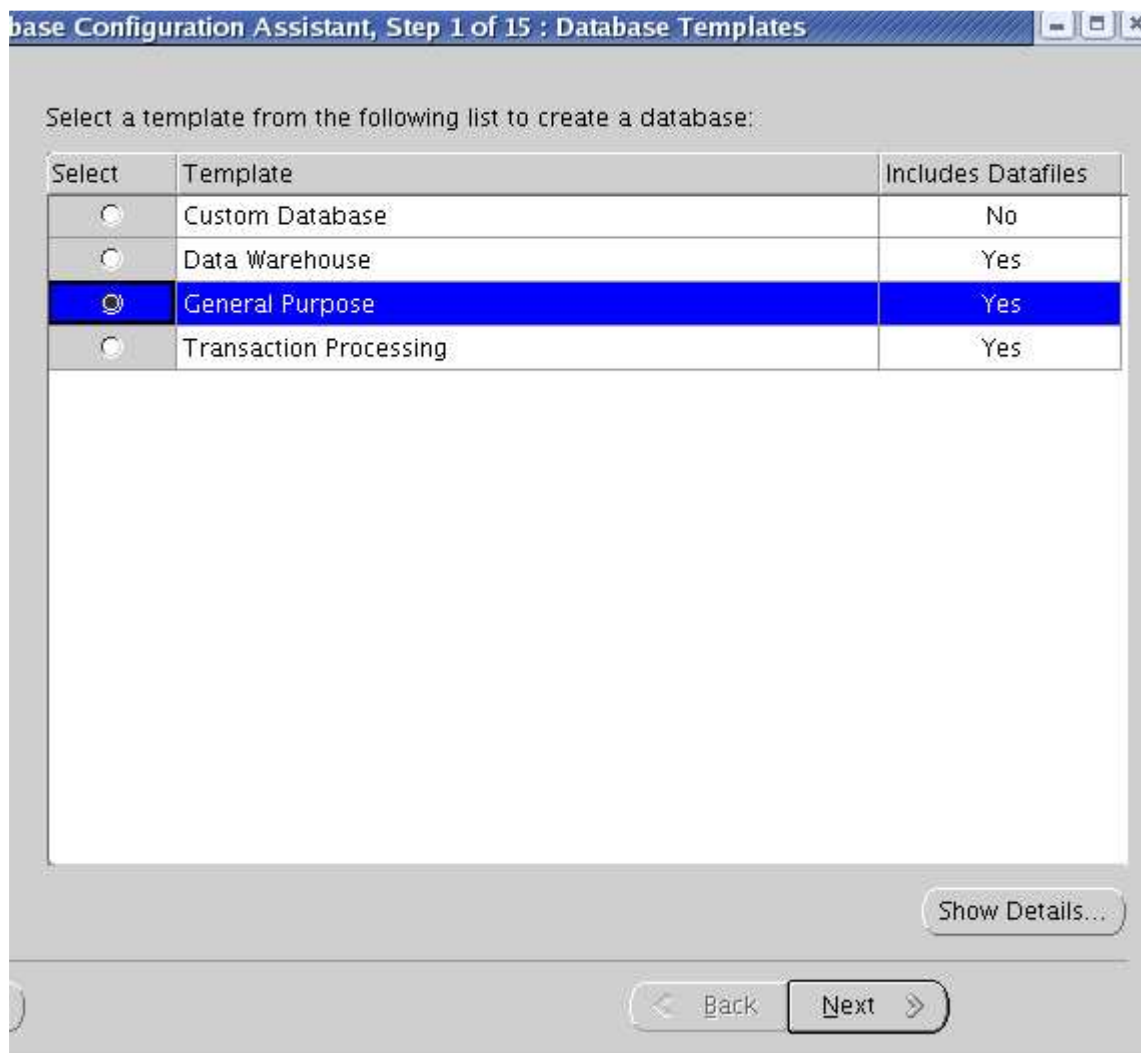 base Configuration Assistant, Step 1 of 15 : Database Templates
Select a template from the following list to create a database:
Select Template Includes Datafiles
Custom Database No
Data Warehouse Yes
General Purpose Yes
Transaction Processing Yes
Show Details...
Back Next